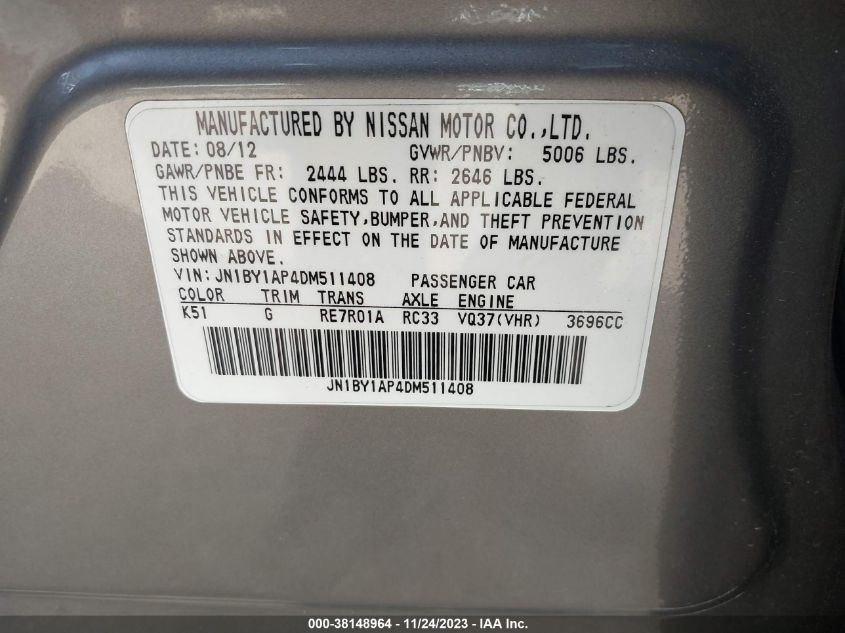 MANUFACTURED BY NISSAN MOTOR CO.,LTD.
DATE: 08/12 GVWR/PNBV: 5006 LBS.
GAWR/PNBE FR: 2444 LBS. RR: 2646 LBS.
THIS VEHICLE CONFORMS TO ALL APPLICABLE FEDERAL
MOTOR VEHICLE SAFETY,BUMPER,AND THEFT PREVENTION
STANDARDS IN EFFECT ON THE DATE OF MANUFACTURE
SHOWN ABOVE.
VIN: JN1BY1AP4DM511408 PASSENGER CAR
COLOR TRIM TRANS AXLE ENGINE
K51 G RE7R01A RC33 VQ37(VHR) 3696CC
JN1BY1AP4DM511408
000-38148964 - 11/24/2023 - IAA Inc.